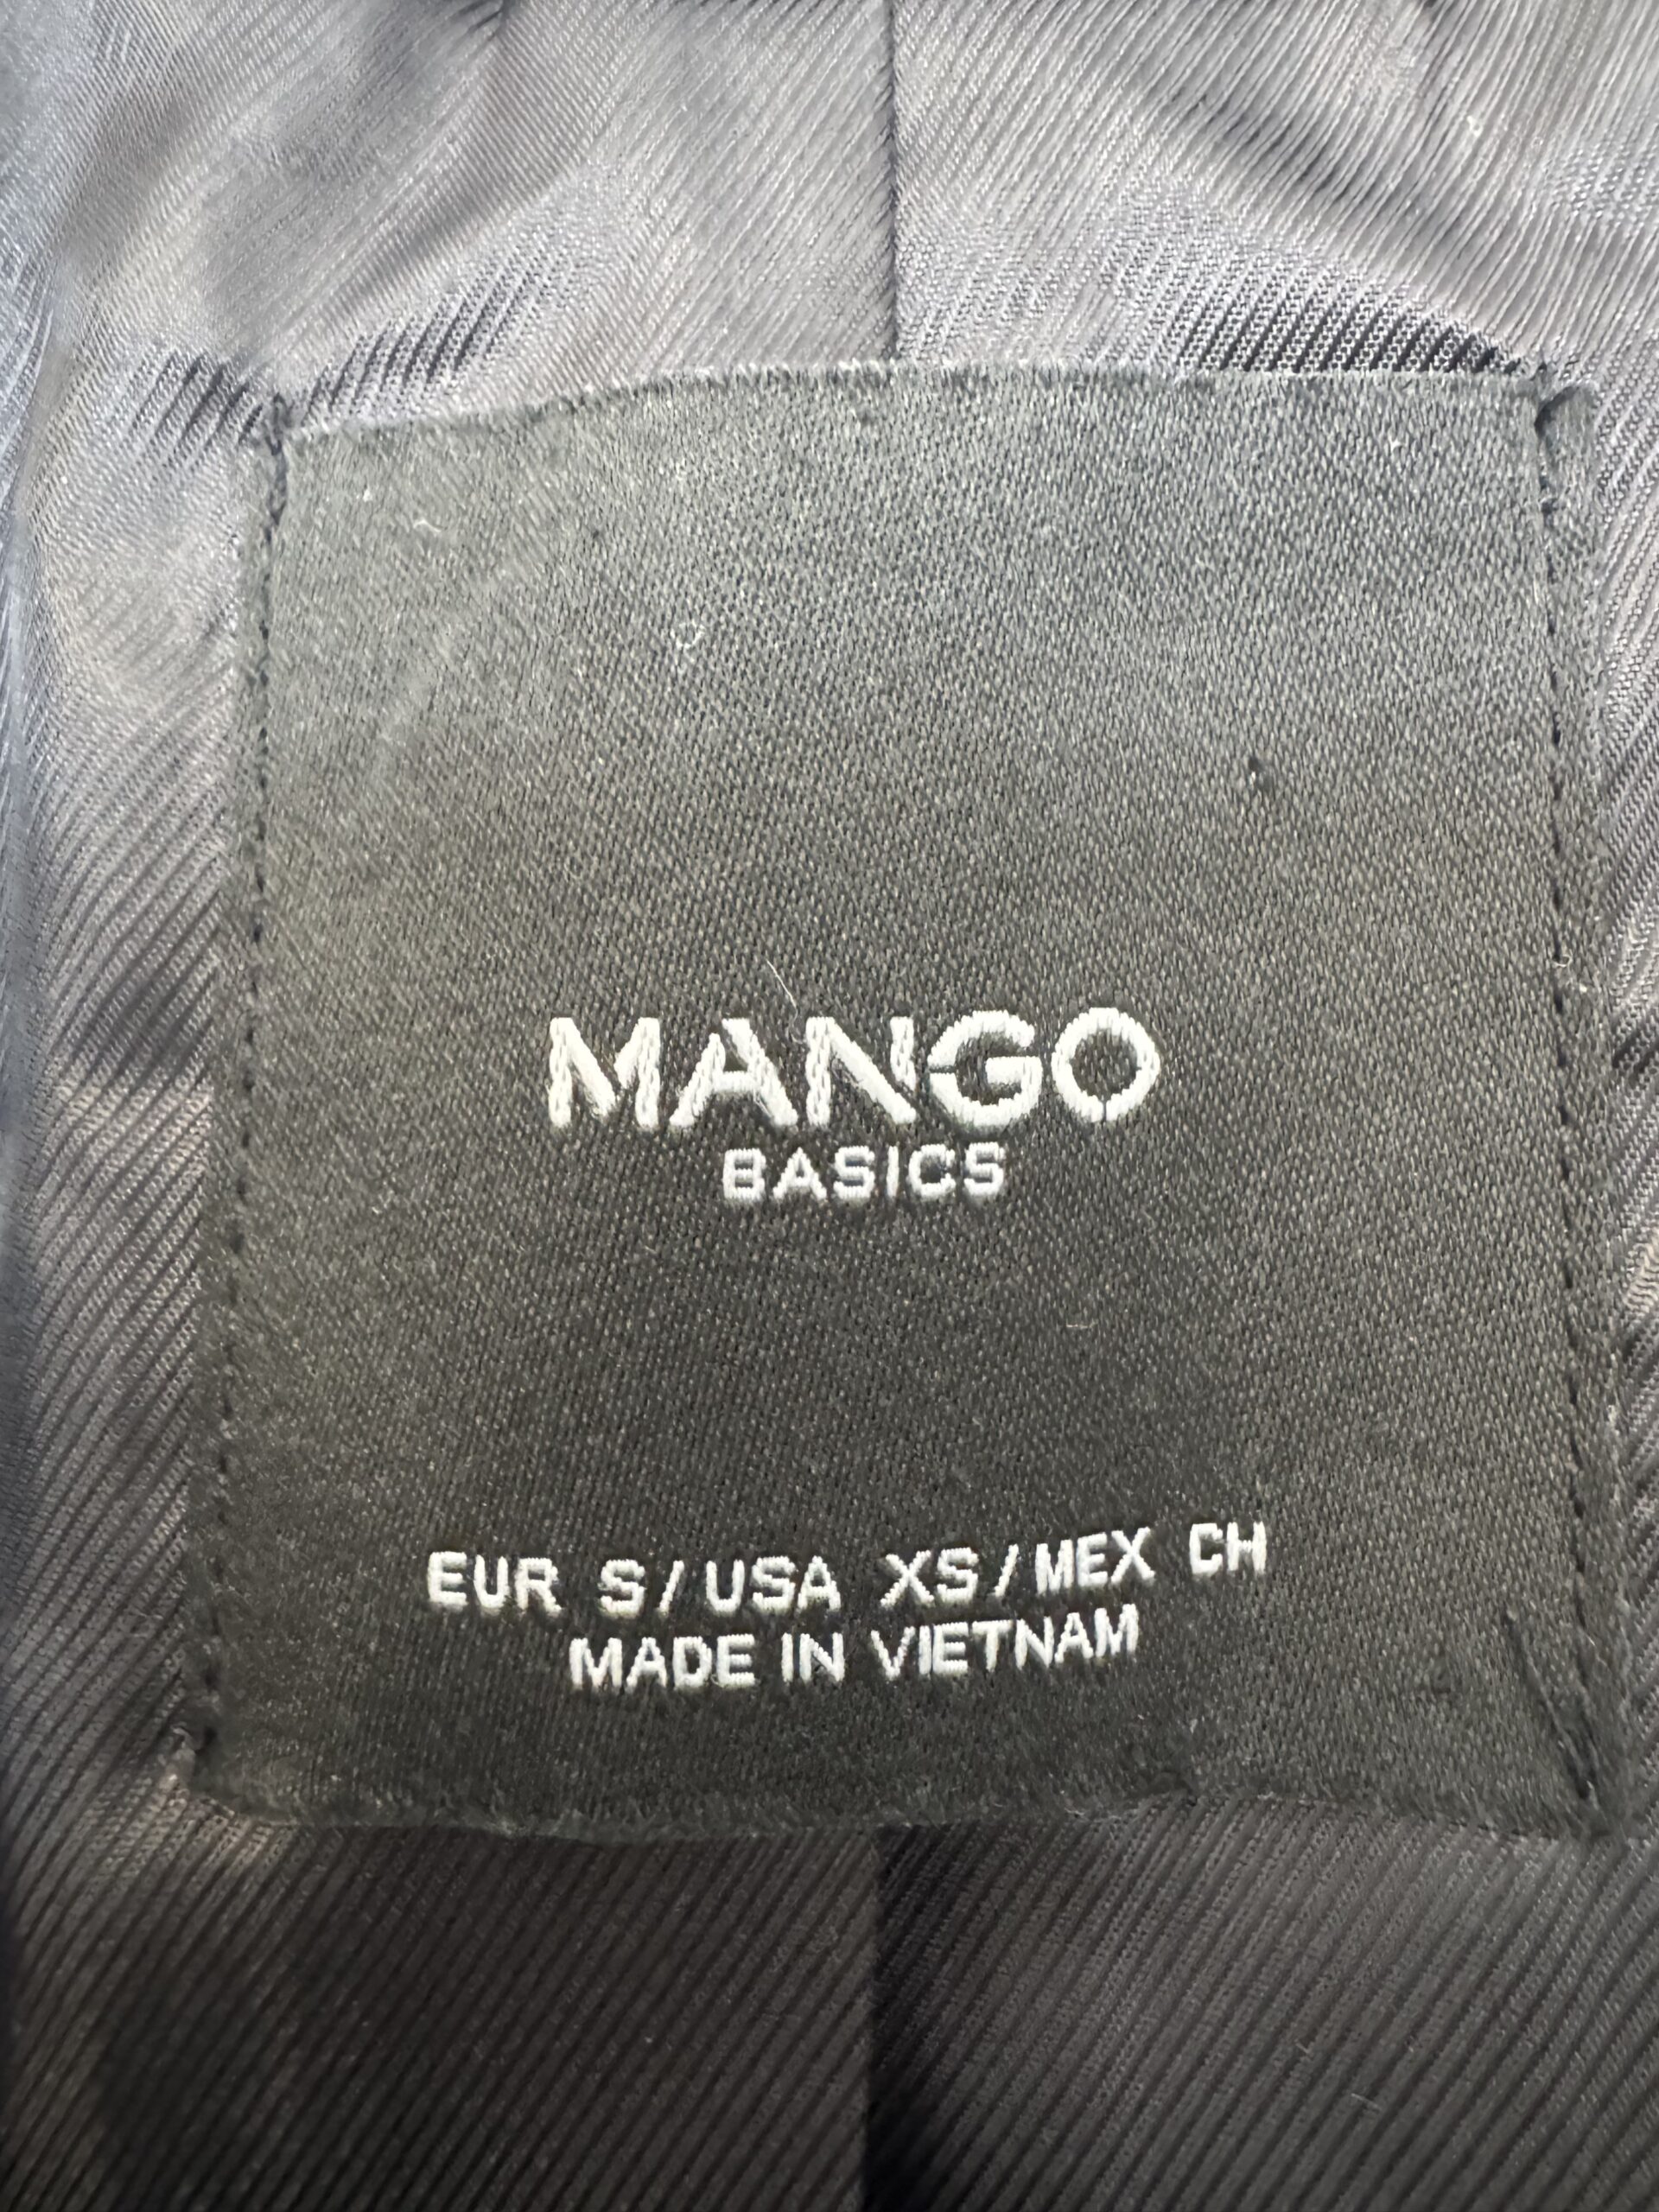 MANGO
BASICS
EUR S/USA XS/MEX CH
MADE IN VIETNAM